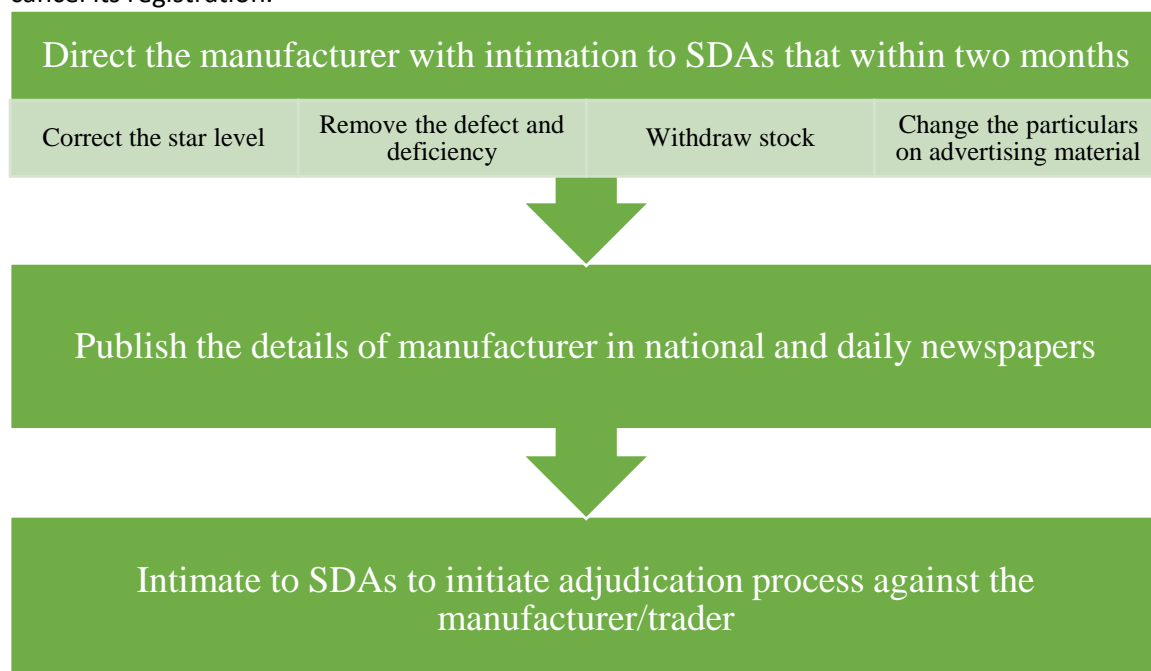 cancel its registration.
Direct the manufacturer with intimation to SDAs that within two months
Correct the star level
Remove the defect and
deficiency
Withdraw stock
Change the particulars
on advertising material
Publish the details of manufacturer in national and daily newspapers
Intimate to SDAs to initiate adjudication process against the
manufacturer/trader